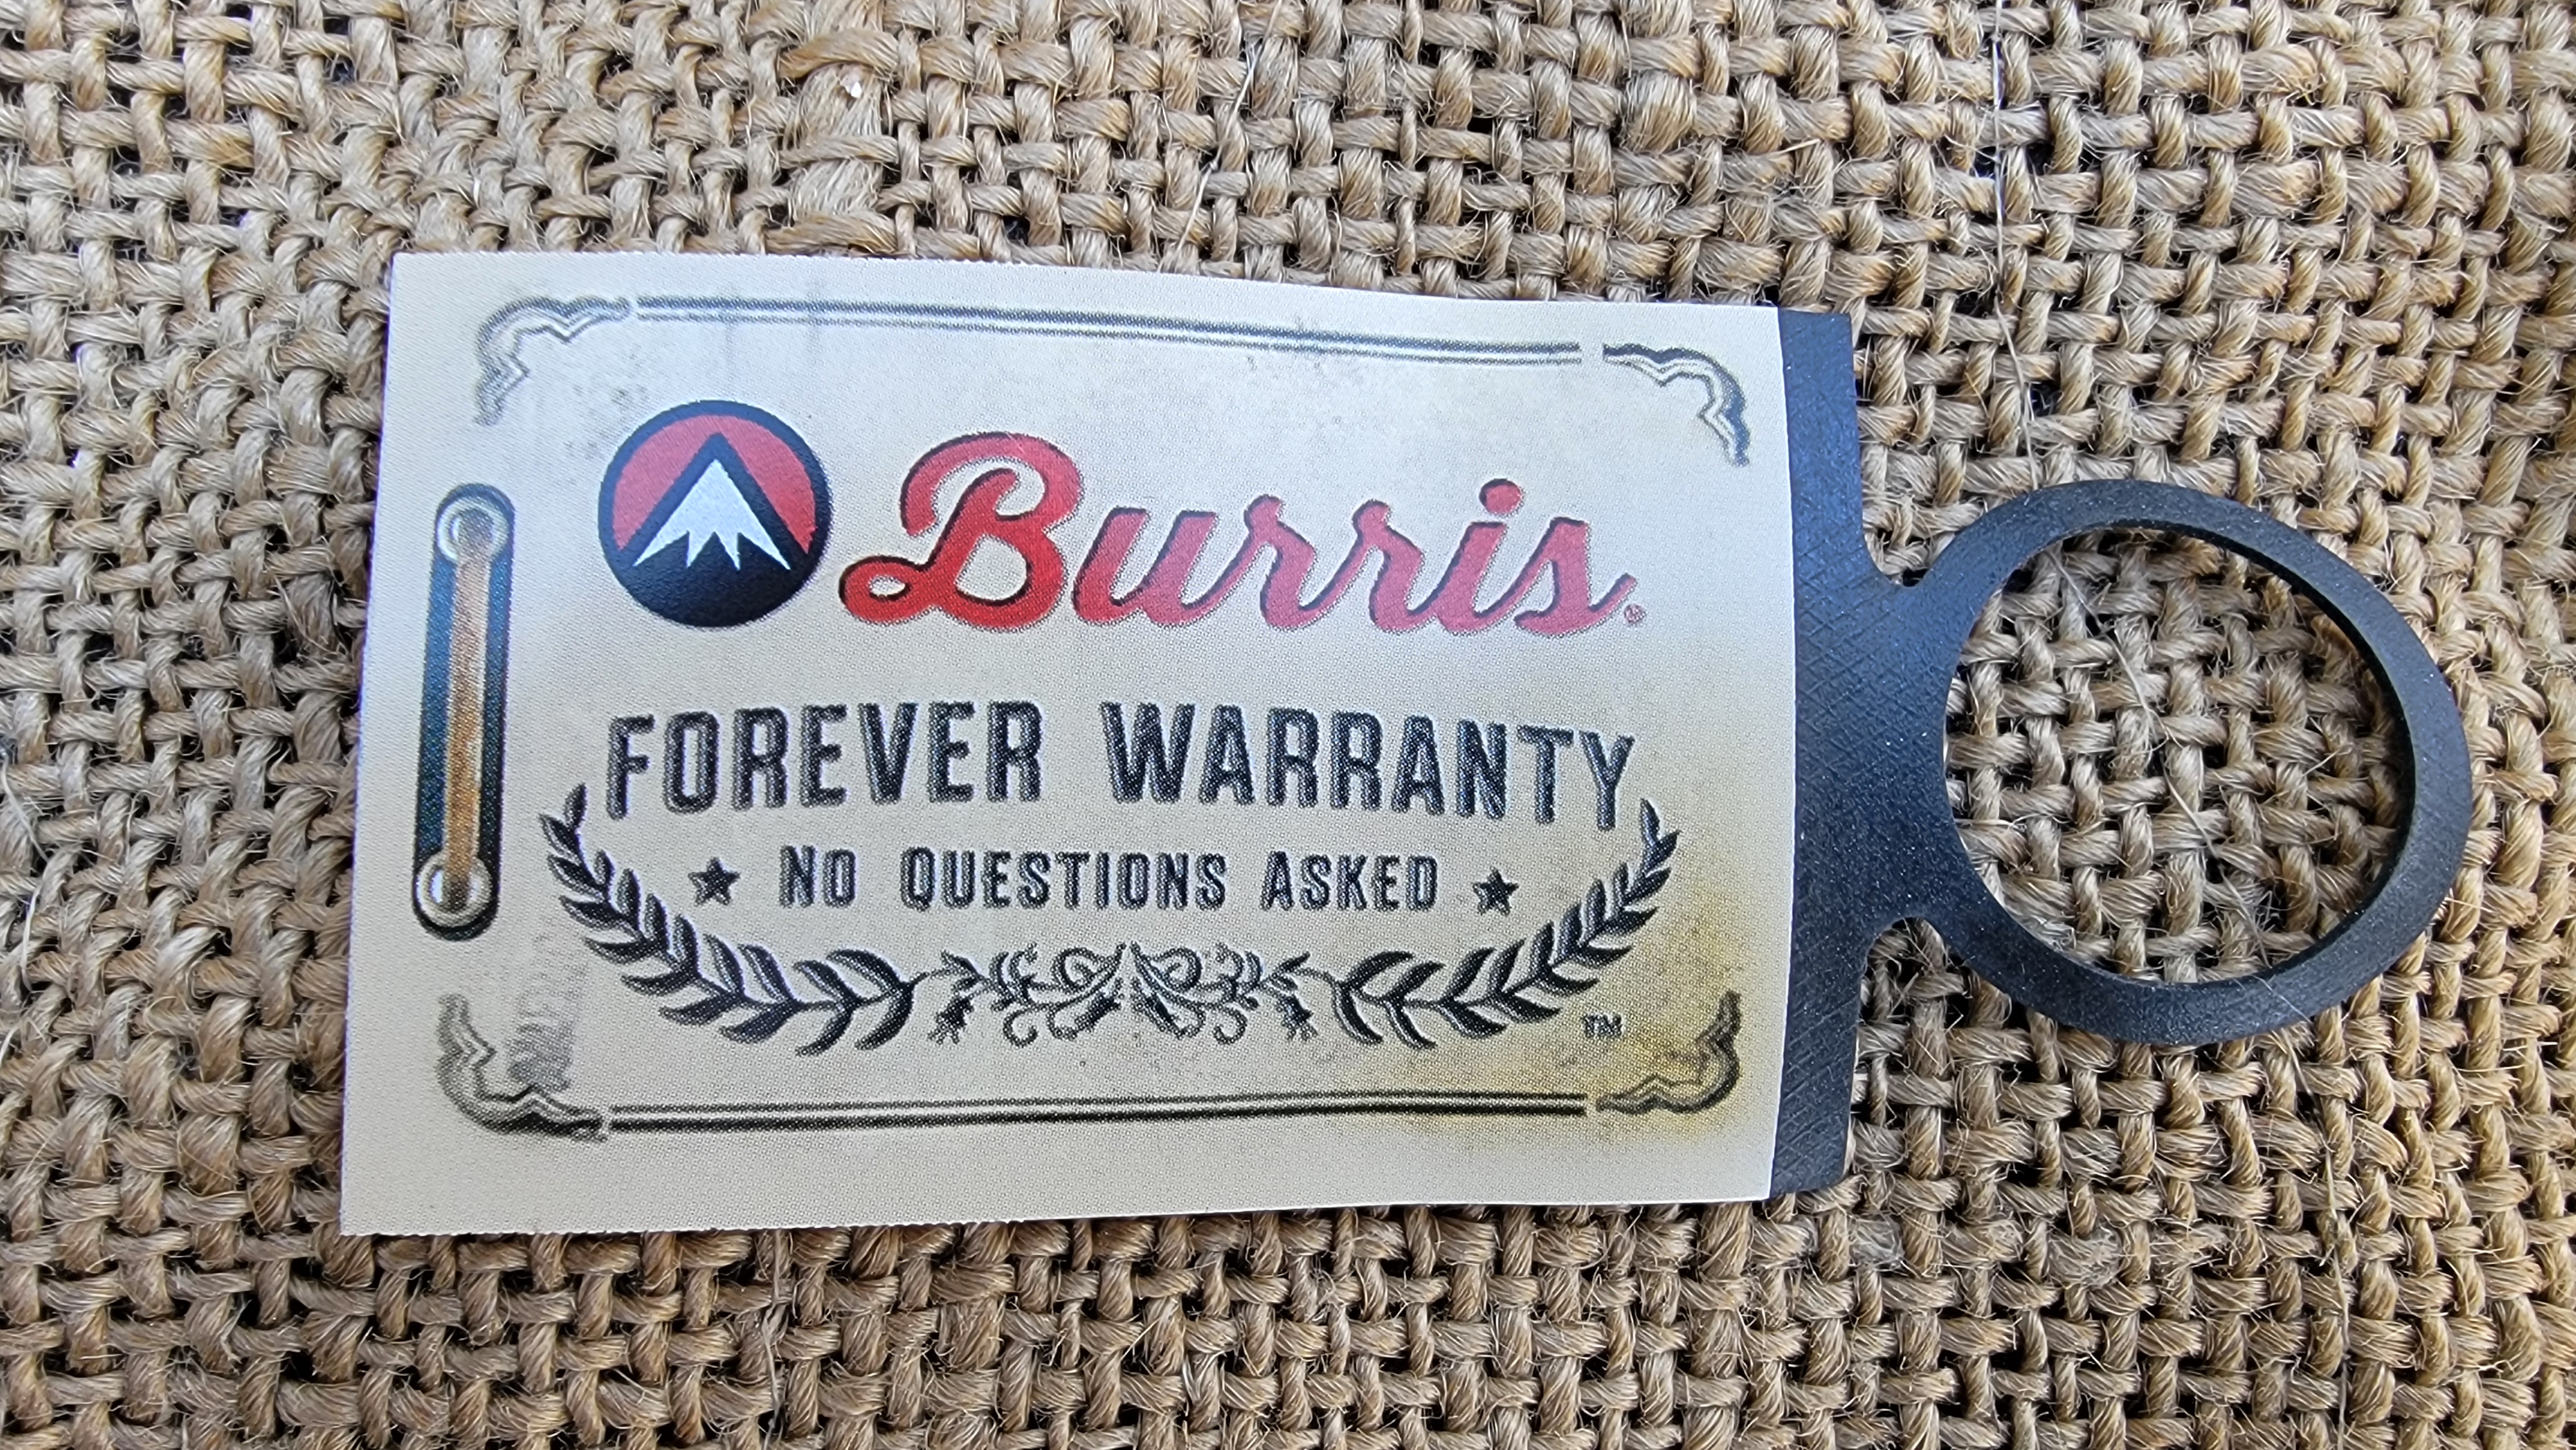 Burris®
FOREVER WARRANTY
★ NO QUESTIONS ASKED ★
TM